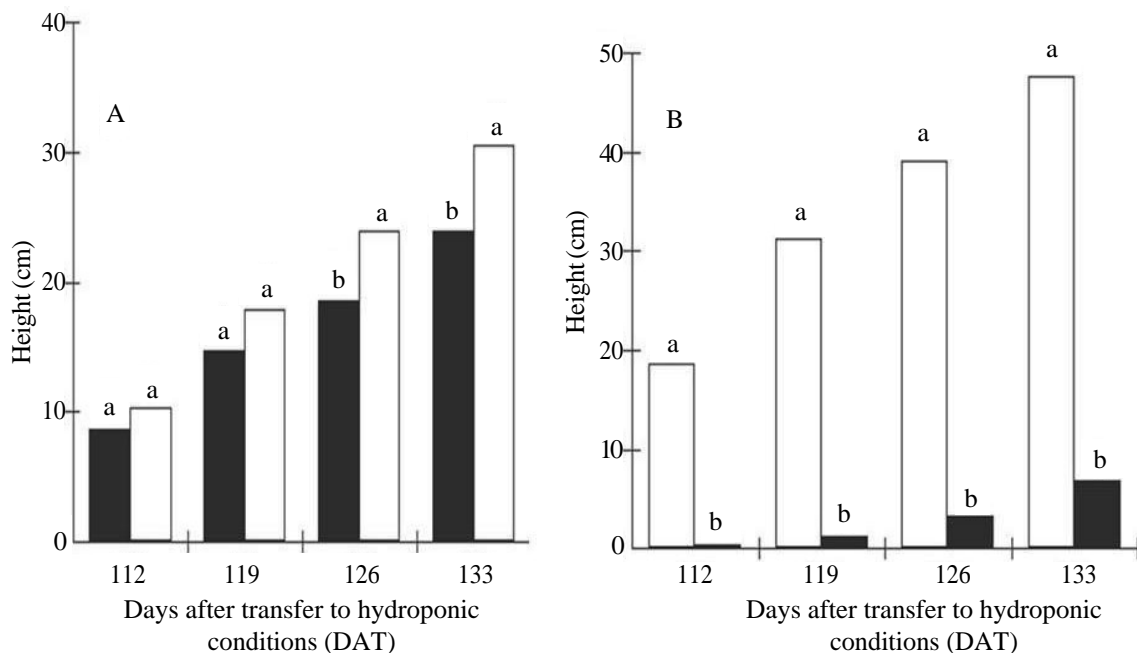 40
30
20
10
0
A
Height (cm)
a
a
a
a
b
a
b
a
112
119
126
133
Days after transfer to hydroponic
conditions (DAT)
50
40
30
20
10
0
B
Height (cm)
a
b
a
b
a
b
a
b
112
119
126
133
Days after transfer to hydroponic
conditions (DAT)